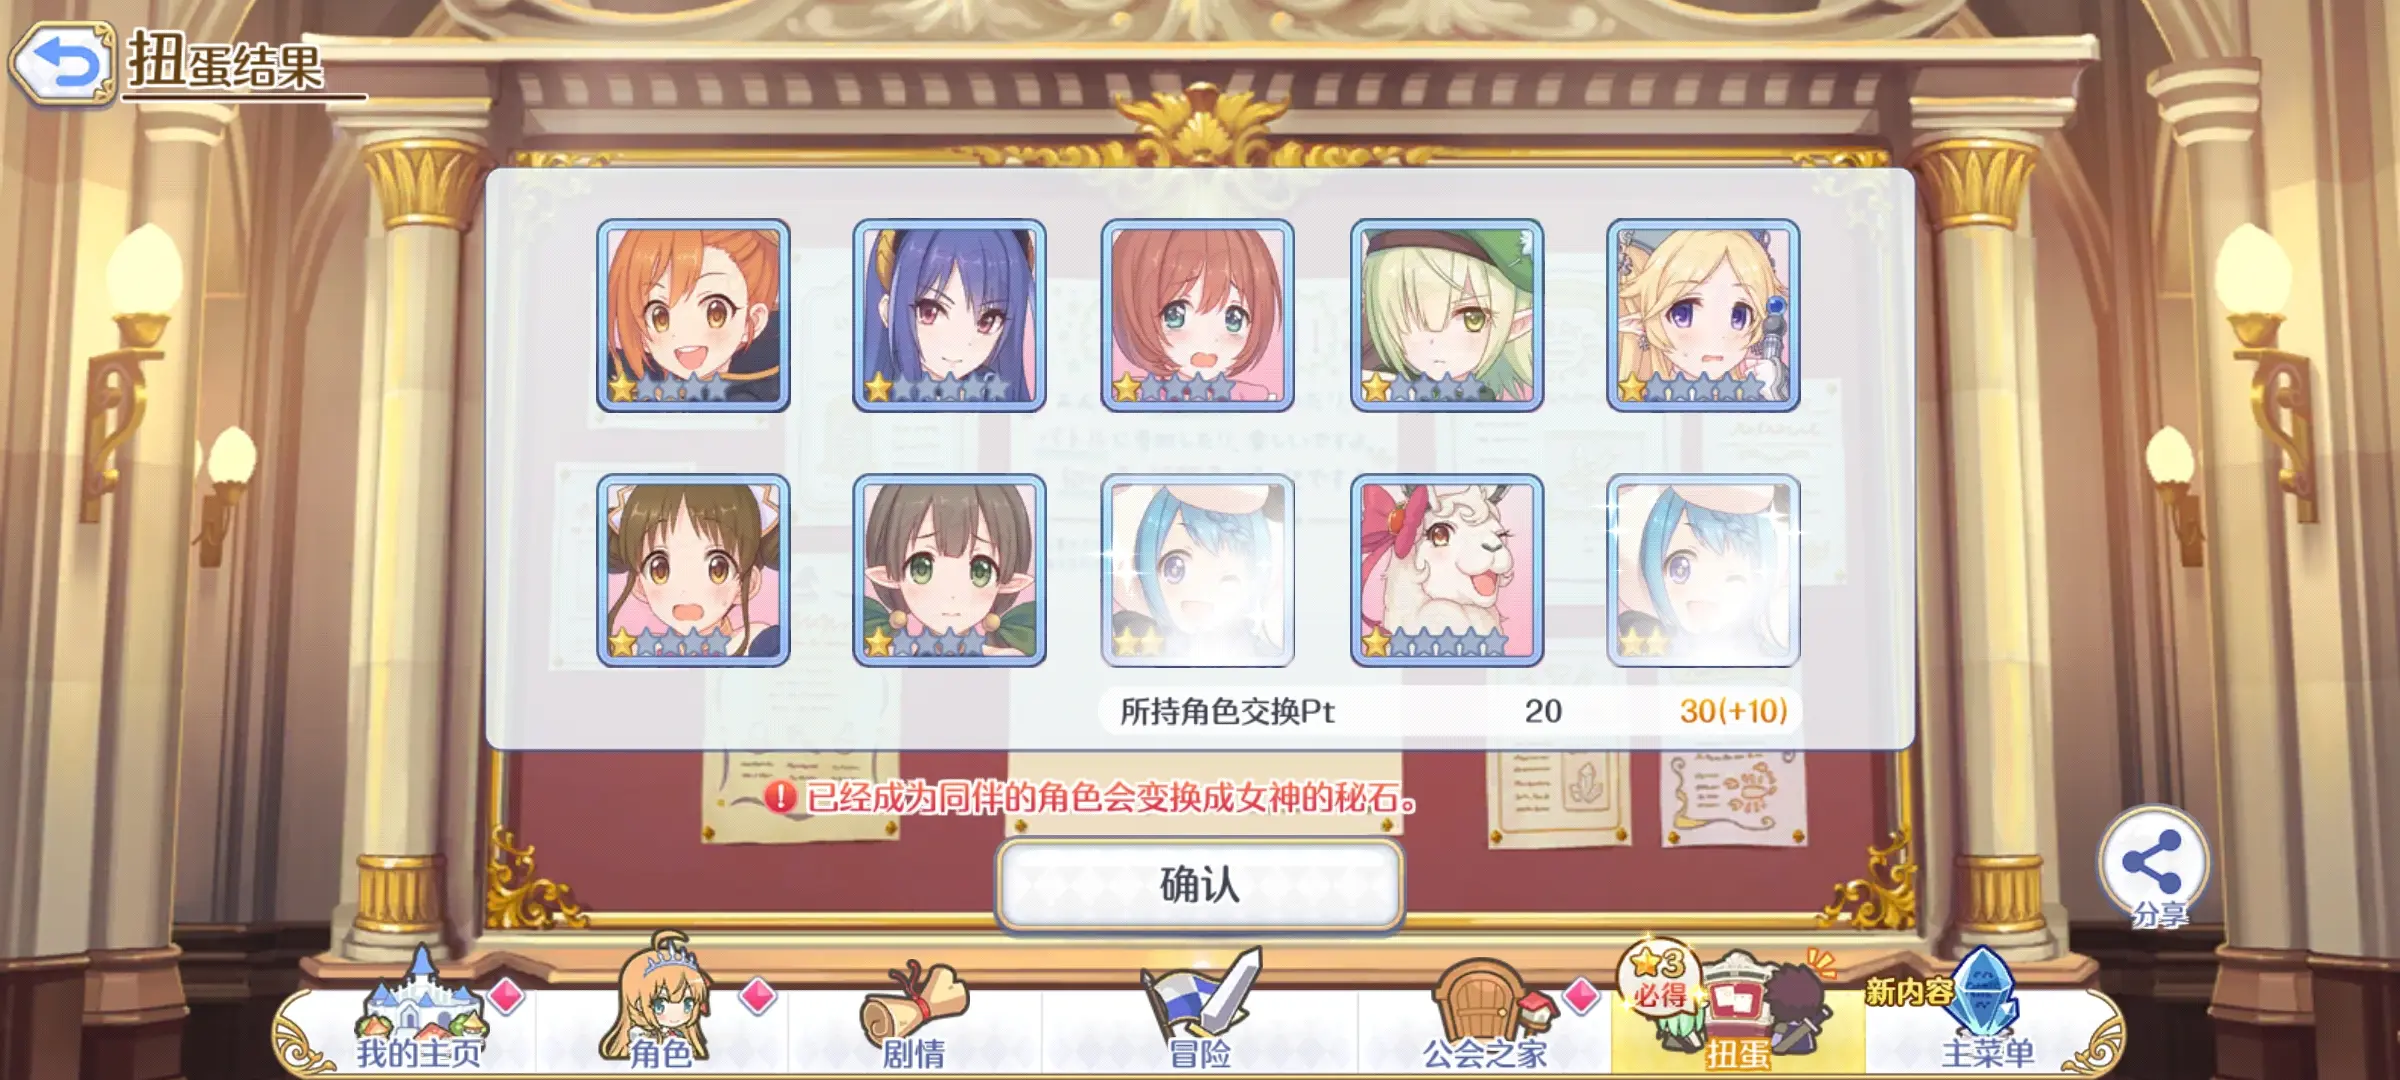 扭蛋结果
所持角色交换Pt 20 30(+10)
已经成为同伴的角色会变换成女神的秘石。
确认
分享
3
必得
新内容
我的主页
角色
剧情
冒险
公会之家
扭蛋
主菜单